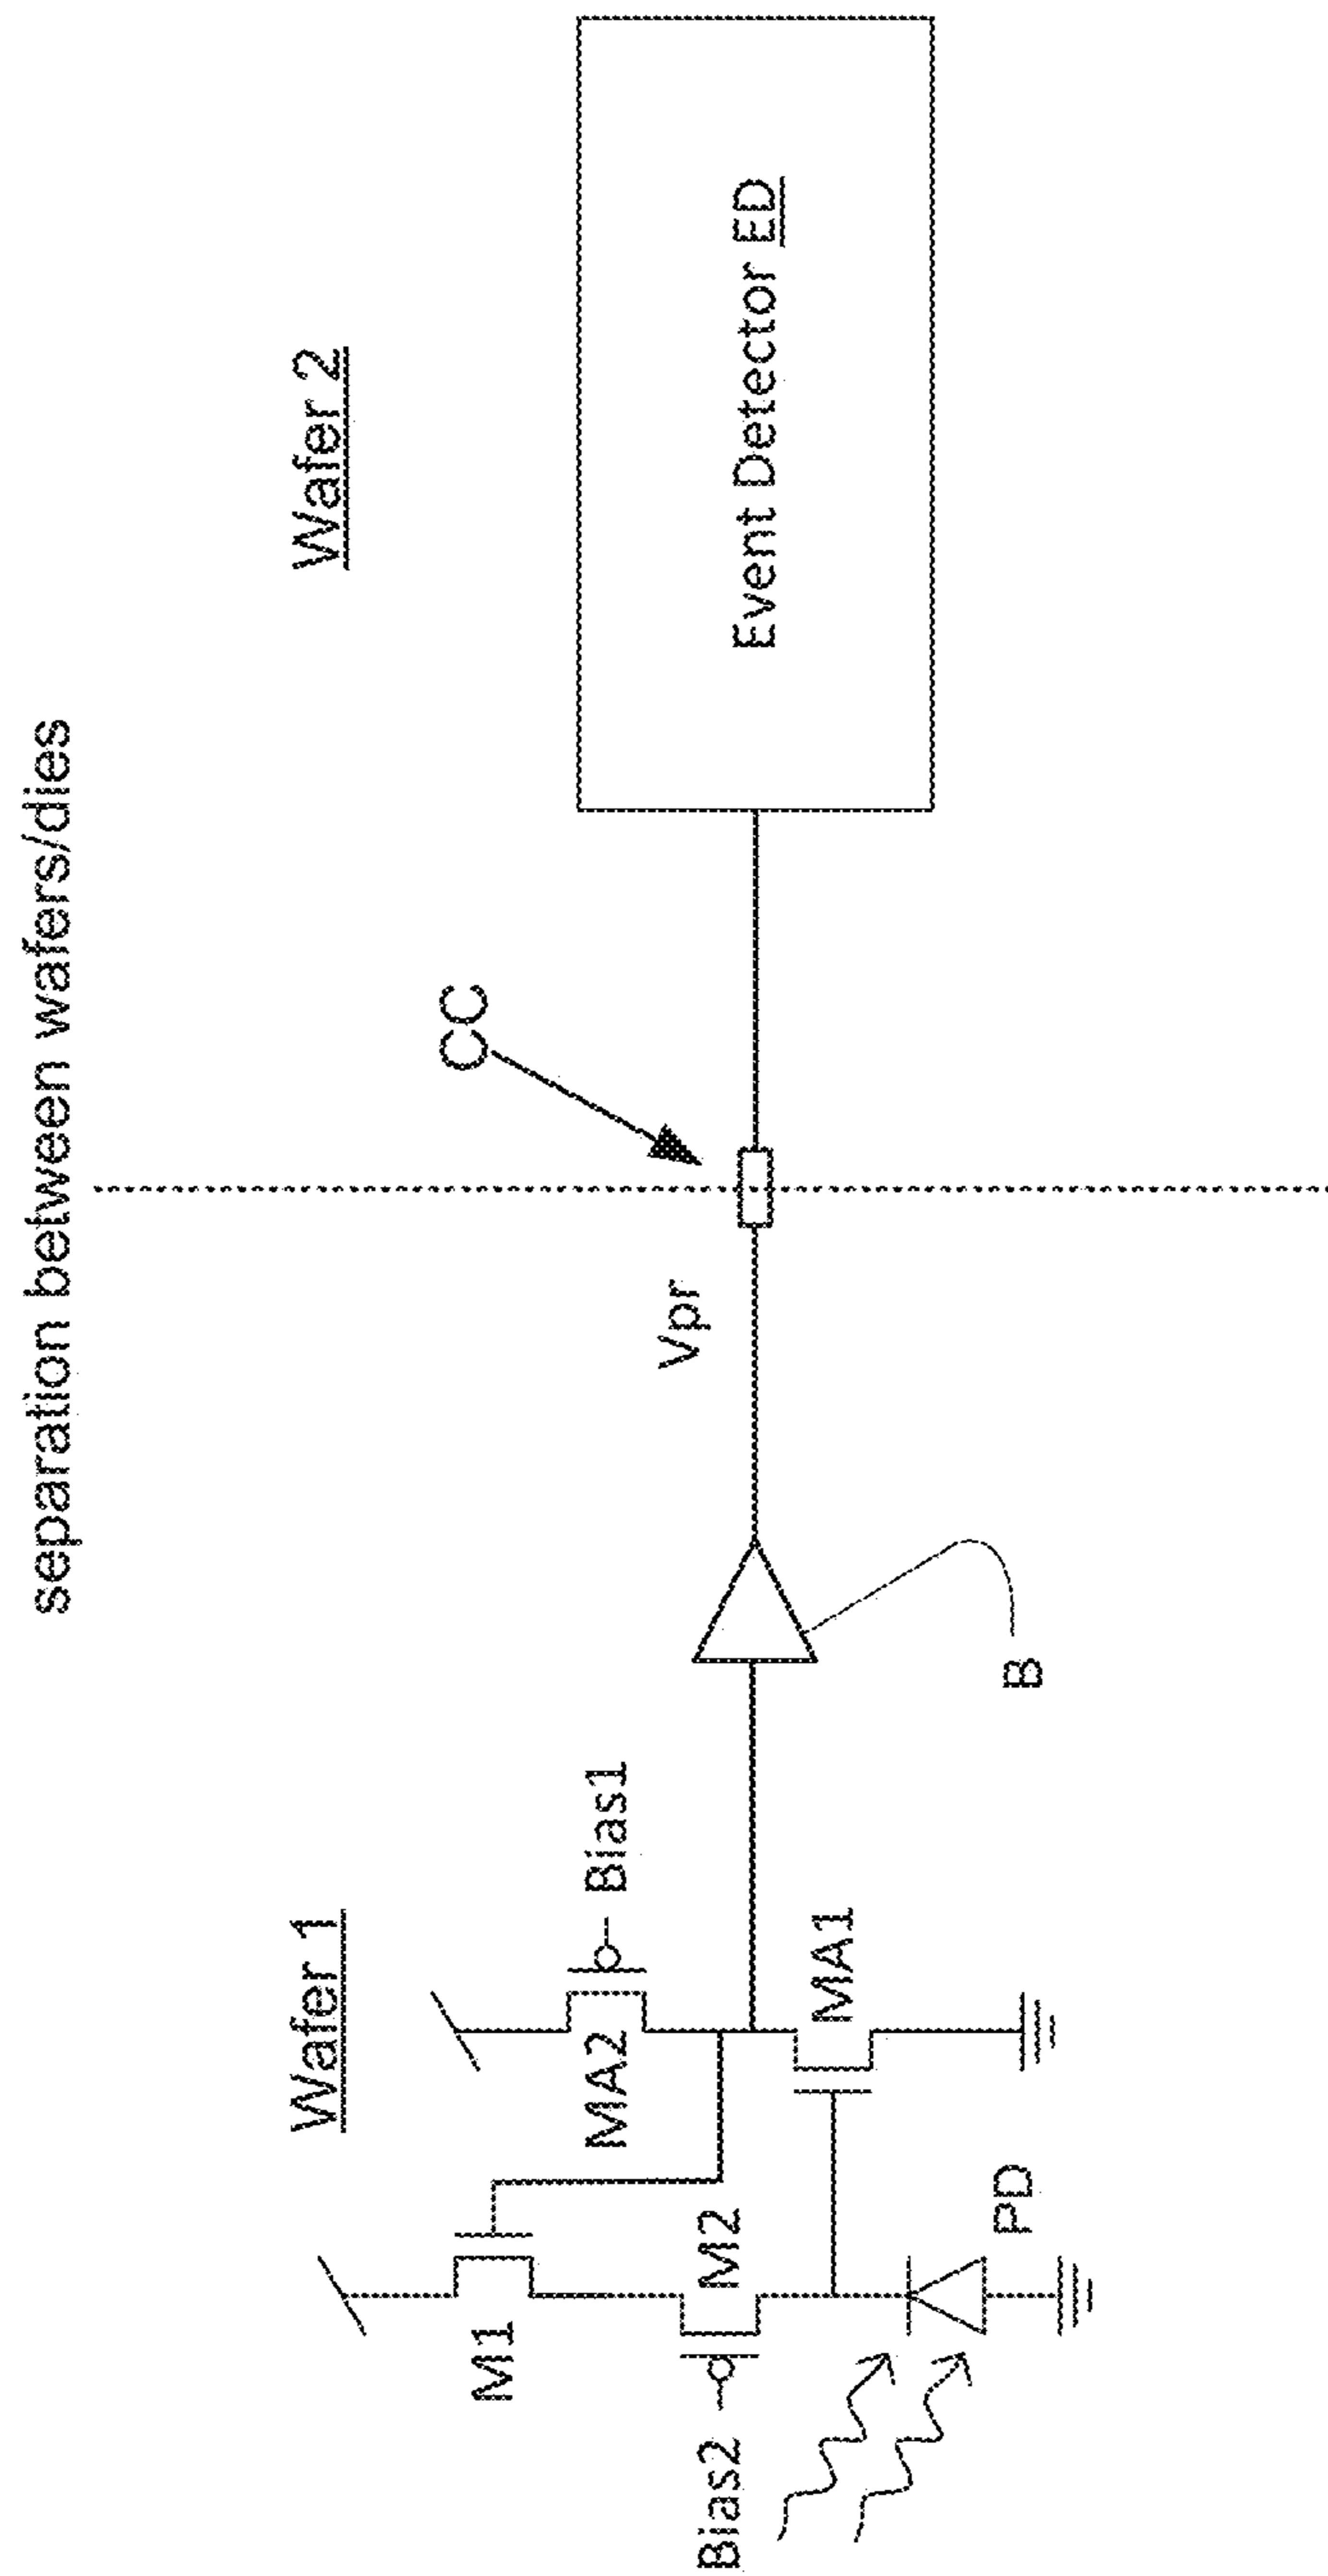 separation between wafers/dies
Wafer 1
Wafer 2
M1
MA2
Bias1
CC
Bias2
M2
Vpr
Event Detector ED
MA1
PD
B